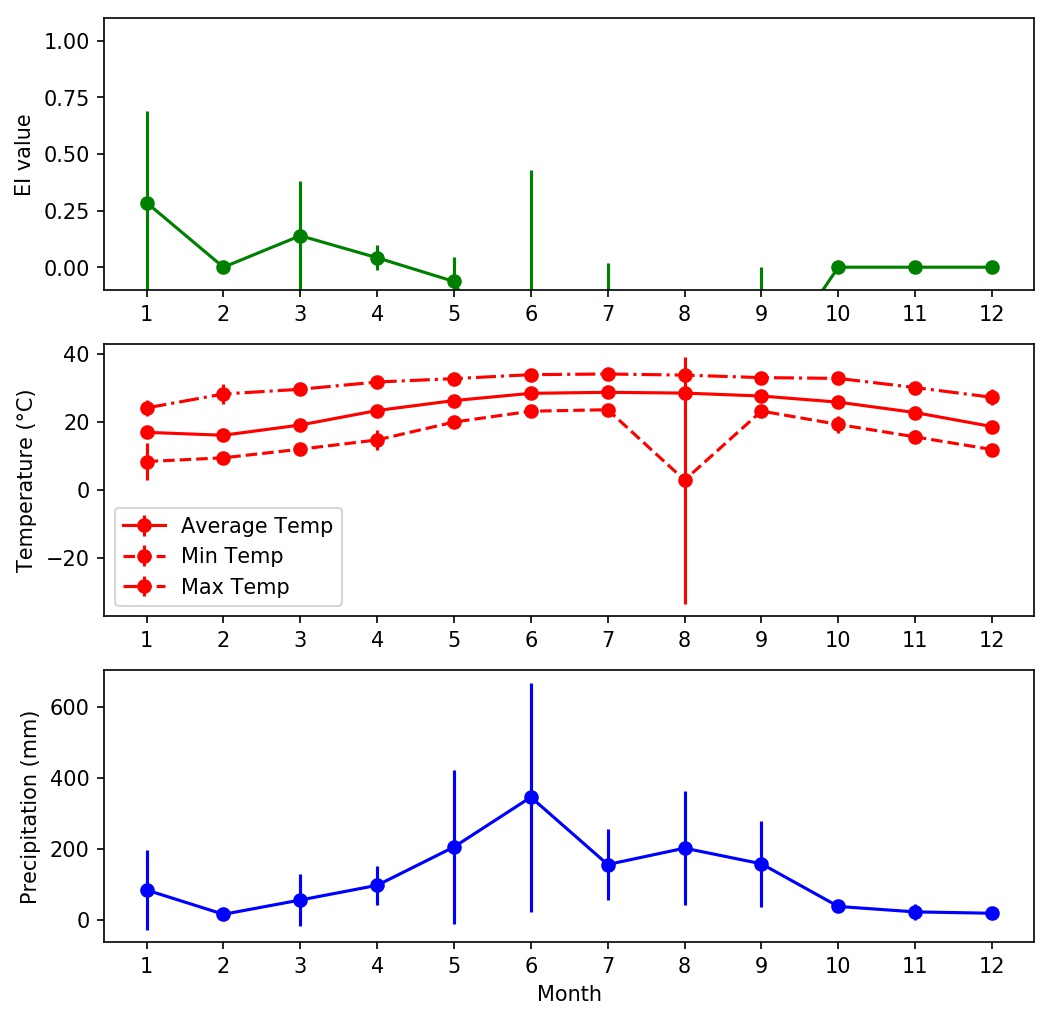 1.00
0.75
0.50
0.25
0.00
EI value
1 2 3 4 5 6 7 8 9 10 11 12
40
20
0
−20
Temperature (°C)
Average Temp
Min Temp
Max Temp
1 2 3 4 5 6 7 8 9 10 11 12
600
400
200
0
Precipitation (mm)
1 2 3 4 5 6 7 8 9 10 11 12
Month